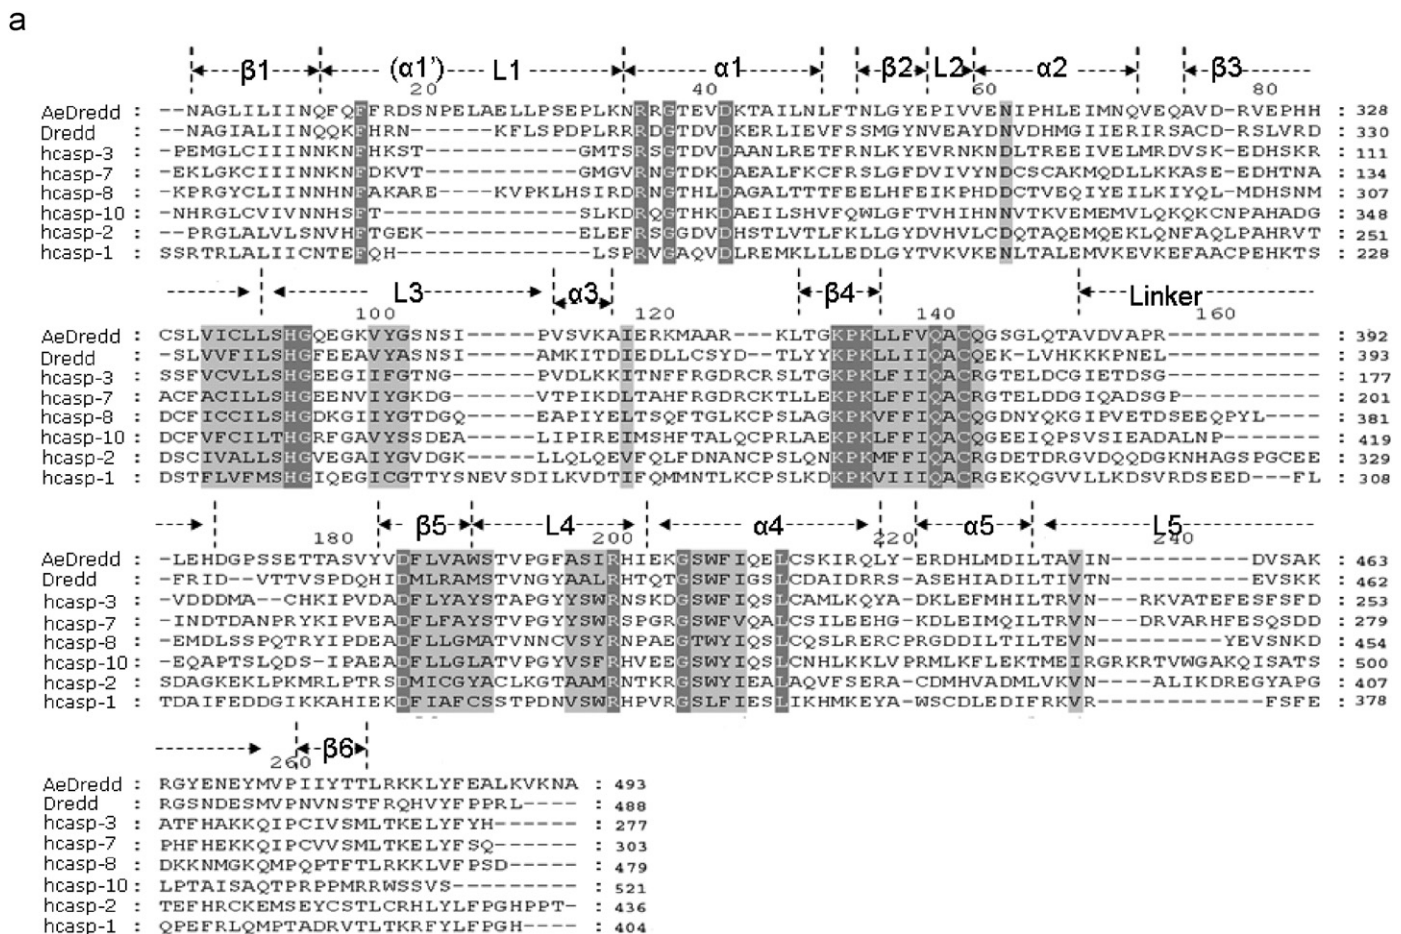 a
β1 (α1') L1 α1 β2 L2 α2 β3
20 40 60 80
AeDredd : --NAGLILIINQFQFFRDSNPELAELLPSEPLKNRRGTEVDKTAILNLFTNLGYEPIVVENIPHLEIMNQVEQAVD-RVEPHH : 328
Dredd : --NAGIALIINQQKFHRN------KFLSPDPLRRRDGTDVDKERLIEVFSSMGYNVEAYDNVDHMGIIERIRSACD-RSLVRD : 330
hcasp-3 : -PEMGLCIIINNKNFHKST-----------GMTSRSGTDVDAANLRETFRNLKYEVRNKNDLTREEIVELMRDVSK-EDHSKR : 111
hcasp-7 : -EKLGKCIIINNKNFDKVT-----------GMGVRNGTDKDAEALFKCFRSLGFDVIVYNDCSCAKMQDLLKKASE-EDHTNA : 134
hcasp-8 : -KPRGYCLIINNHNFAKARE----KVPKLHSIRDRNGTHLDAGALTTTFEELHFEIKPHDDCTVEQIYEILKIYQL-MDHSNM : 307
hcasp-10 : -NHRGLCVIVNNHSFT--------------SLKDRQGTHKDAEILSHVFQWLGFTVHIHNNVTKVEMEMVLQKQKCNPAHADG : 348
hcasp-2 : --PRGLALVLSNVHFTGEK-----------ELEFRSGGDVDHSTLVTLFKLLGYDVHVLCDQTAQEMQEKLQNFAQLPAHRVT : 251
hcasp-1 : SSRTRLALIICNTEFQH--------------LSPRVGAQVDLREMKLLLEDLGYTVKVKENLTALEMVKEVKEFAACPEHKTS : 228
L3 α3 β4 Linker
100 120 140 160
AeDredd : CSLVICLLSHGQEGKVYGSNSI------PVSVKAIERKMAAR---KLTGKPKLLFVQACQGSGLQTAVDVAPR----------- : 392
Dredd : -SLVVFILSHGFEEAVYASNSI------AMKITDIEDLLCSYD--TLYYKPKLLIIQACQEK-LVHKKKPNEL----------- : 393
hcasp-3 : SSFVCVLLSHGEEGIIFGTNG-------PVDLKKITNFFRGDRCRSLTGKPKLFIIQACRGTELDCGIETDSG----------- : 177
hcasp-7 : ACFACILLSHGEENVIYGKDG-------VTPIKDLTAHFRGDRCKTLLEKPKLFFIQACRGTELDDGIQADSGP---------- : 201
hcasp-8 : DCFICCILSHGDKGIIYGTDGQ------EAPIYELTSQFTGLKCPSLAGKPKVFFIQACQGDNYQKGIPVETDSEEQPYL---- : 381
hcasp-10 : DCFVFCILTHGRFGAVYSSDEA------LIPIREIMSHFTALQCPRLAEKPKLFFIQACQGEEIQPSVSIEADALNP------- : 419
hcasp-2 : DSCIVALLSHGVEGAIYGVDGK------LLQLQEVFQLFDNANCPSLQNKPKMFFIQACRGDETDRGVDQQDGKNHAGSPGCEE : 329
hcasp-1 : DSTFLVFMSHGIQEGICGTTYSNEVSDILKVDTIFQMMNTLKCPSLKDKPKVIIIQACRGEKQGVVLLKDSVRDSEED---FL : 308
β5 L4 α4 α5 L5
180 200 220 240
AeDredd : -LEHDGPSSETTASVYVDFLVAWSTVPGFASIRHIEKGSWFIQELCSKIRQLY-ERDHLMDILTAVIN----------DVSAK : 463
Dredd : -FRID--VTTVSPDQHIDMLRAMSTVNGYAALRHTQTGSWFIQSLCDAIDRRS-ASEHIADILTIVTN----------EVSKK : 462
hcasp-3 : -VDDDMA--CHKIPVDADFLYAYSTAPGYYSWRNSKDGSWFIQSLCAMLKQYA-DKLEFMHILTRVN---RKVATEFESFSFD : 253
hcasp-7 : -INDTDANPRYKIPVEADFLFAYSTVPGYYSWRSPGRGSWFVQALCSILEEHG-KDLEIMQILTRVN---DRVARHFESQSDD : 279
hcasp-8 : -EMDLSSPQTRYIPDEADFLLGMATVNNCVSYRNPAEGTWYIQSLCQSLRERCPRGDDILTILTEVN---------YEVSNKD : 454
hcasp-10 : -EQAPTSLQDS-IPAEADFLLGLATVPGYVSFRHVEEGSWYIQSLCNHLKKLVPRMLKFLEKTMEIRGRKRTVWGAKQISATS : 500
hcasp-2 : SDAGKEKLPKMRLPTRSDMICGYACLKGTAAMRNTKRGSWYIEALAQVFSERA-CDMHVADMLVKVN----ALIKDREGYAPG : 407
hcasp-1 : TDAIFEDDGIKKAHIEKDFIAFCSSTPDNVSWRHPVRGSLFIESLIKHMKEYA-WSCDLEDIFRKVR------------FSFE : 378
β6
260
AeDredd : RGYENEYMVPIIYTTLRKKLYFEALKVKNA : 493
Dredd : RGSNDESMVPNVNSTFRQHVYFPPRL---- : 488
hcasp-3 : ATFHAKKQIPCIVSMLTKELYFYH------ : 277
hcasp-7 : PHFHEKKQIPCVVSMLTKELYFSQ------ : 303
hcasp-8 : DKKNMGKQMPQPTFTLRKKLVFPSD----- : 479
hcasp-10 : LPTAISAQTPRPPMRRWSSVS--------- : 521
hcasp-2 : TEFHRCKEMSEYCSTLCRHLYLFPGHPPT- : 436
hcasp-1 : QPEFRLQMPTADRVTLTKRFYLFPGH---- : 404